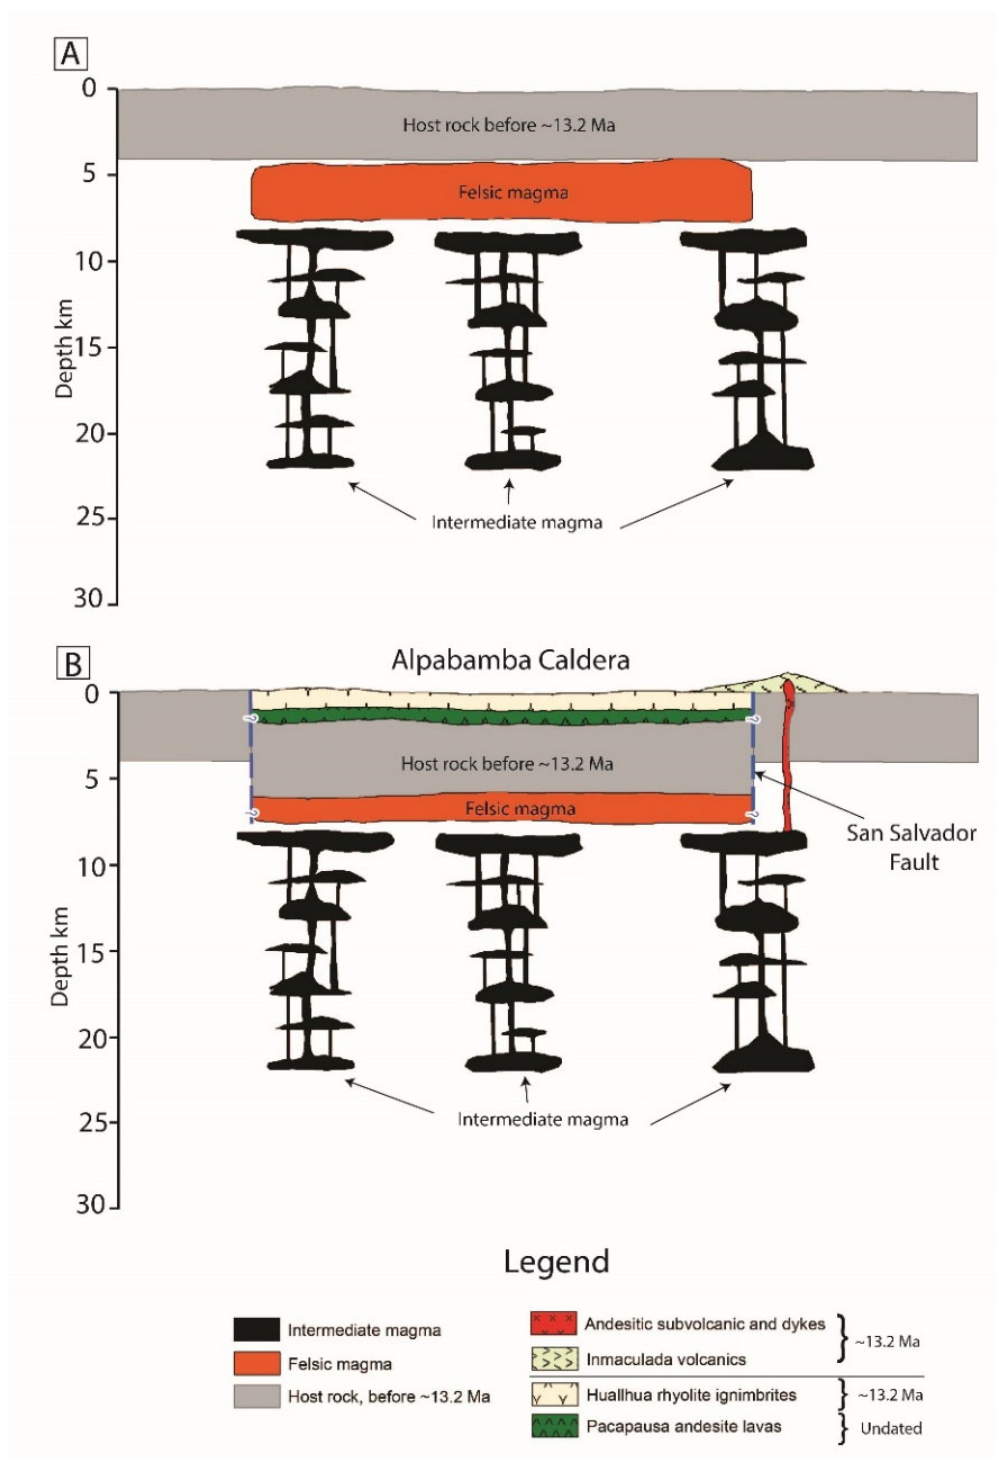 A
0
Host rock before ~13.2 Ma
5
Felsic magma
10
Depth km
15
20
Intermediate magma
25
30
B
Alpabamba Caldera
0
?
?
Host rock before ~13.2 Ma
5
Felsic magma
?
?
San Salvador
Fault
10
Depth km
15
20
Intermediate magma
25
30
Legend
Intermediate magma
Felsic magma
Host rock, before ~13.2 Ma
Andesitic subvolcanic and dykes
Inmaculada volcanics
~13.2 Ma
Huallhua rhyolite ignimbrites
~13.2 Ma
Pacapausa andesite lavas
Undated